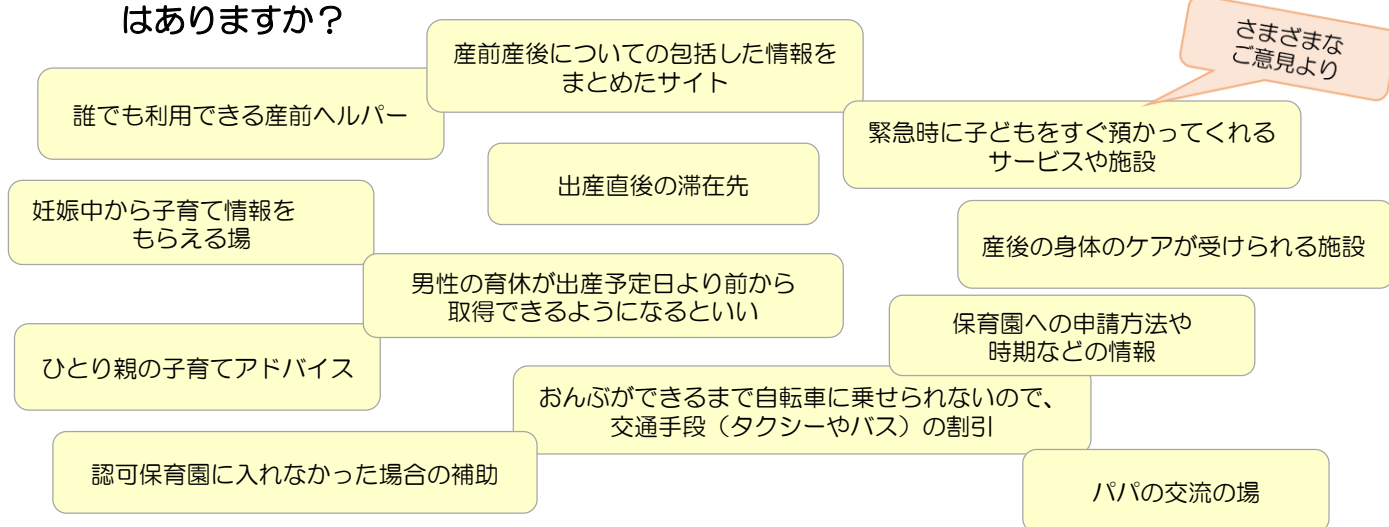 はありますか？
さまざまな
ご意見より
産前産後についての包括した情報を
まとめたサイト
誰でも利用できる産前ヘルパー
緊急時に子どもをすぐ預かってくれる
サービスや施設
出産直後の滞在先
妊娠中から子育て情報を
もらえる場
産後の身体のケアが受けられる施設
男性の育休が出産予定日より前から
取得できるようになるといい
保育園への申請方法や
時期などの情報
ひとり親の子育てアドバイス
おんぶができるまで自転車に乗せられないので、
交通手段（タクシーやバス）の割引
認可保育園に入れなかった場合の補助
パパの交流の場